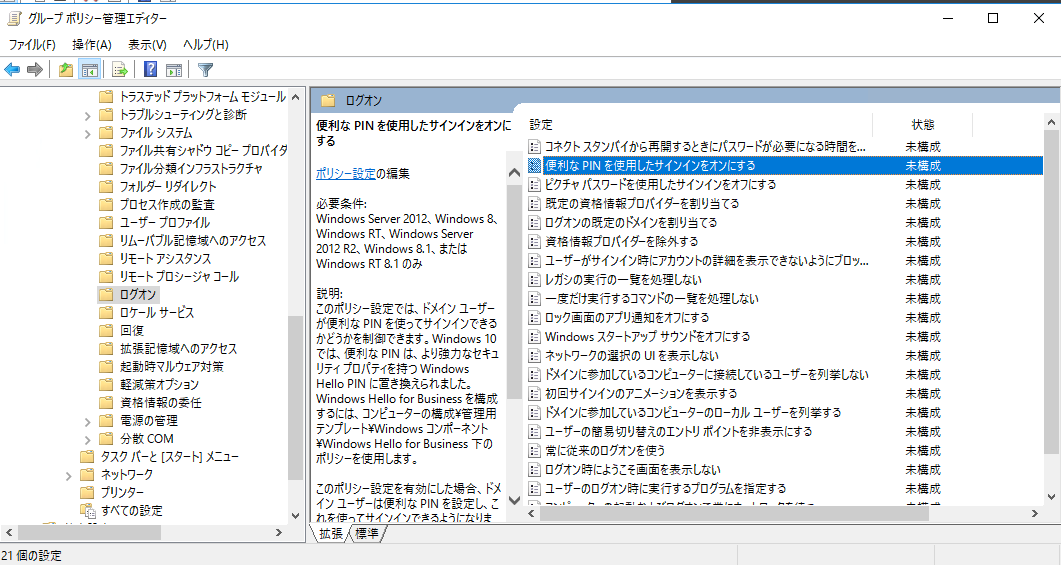 グループ ポリシー管理エディター
ファイル(F) 操作(A) 表示(V) ヘルプ(H)
トラステッド プラットフォーム モジュール
トラブルシューティングと診断
ファイル システム
ファイル共有シャドウ コピー プロバイダ
ファイル分類インフラストラクチャ
フォルダー リダイレクト
プロセス作成の監査
ユーザー プロファイル
リムーバブル記憶域へのアクセス
リモート アシスタンス
リモート プロシージャ コール
ログオン
ロケール サービス
回復
拡張記憶域へのアクセス
起動時マルウェア対策
軽減策オプション
資格情報の委任
電源の管理
分散 COM
タスク バーと [スタート] メニュー
ネットワーク
プリンター
すべての設定
ログオン
便利な PIN を使用したサインインをオンに
する
ポリシー設定の編集
必要条件:
Windows Server 2012、Windows 8、
Windows RT、Windows Server
2012 R2、Windows 8.1、または
Windows RT 8.1 のみ
説明:
このポリシー設定では、ドメイン ユーザー
が便利な PIN を使ってサインインできる
かどうかを制御できます。Windows 10
では、便利な PIN は、より強力なセキュ
リティ プロパティを持つ Windows
Hello PIN に置き換えられました。
Windows Hello for Business を構成
するには、コンピューターの構成¥管理用
テンプレート¥Windows コンポーネント
¥Windows Hello for Business 下の
ポリシーを使用します。
このポリシー設定を有効にした場合、ドメ
イン ユーザーは便利な PIN を設定し、こ
れを使ってサインインできるようになりま
設定 状態
コネクト スタンバイから再開するときにパスワードが必要になる時間を... 未構成
便利な PIN を使用したサインインをオンにする 未構成
ピクチャ パスワードを使用したサインインをオフにする 未構成
既定の資格情報プロバイダーを割り当てる 未構成
ログオンの既定のドメインを割り当てる 未構成
資格情報プロバイダーを除外する 未構成
ユーザーがサインイン時にアカウントの詳細を表示できないようにブロッ... 未構成
レガシの実行の一覧を処理しない 未構成
一度だけ実行するコマンドの一覧を処理しない 未構成
ロック画面のアプリ通知をオフにする 未構成
Windows スタートアップ サウンドをオフにする 未構成
ネットワークの選択の UI を表示しない 未構成
ドメインに参加しているコンピューターに接続しているユーザーを列挙しない 未構成
初回サインインのアニメーションを表示する 未構成
ドメインに参加しているコンピューターのローカル ユーザーを列挙する 未構成
ユーザーの簡易切り替えのエントリ ポイントを非表示にする 未構成
常に従来のログオンを使う 未構成
ログオン時にようこそ画面を表示しない 未構成
ユーザーのログオン時に実行するプログラムを指定する 未構成
拡張 標準
21 個の設定